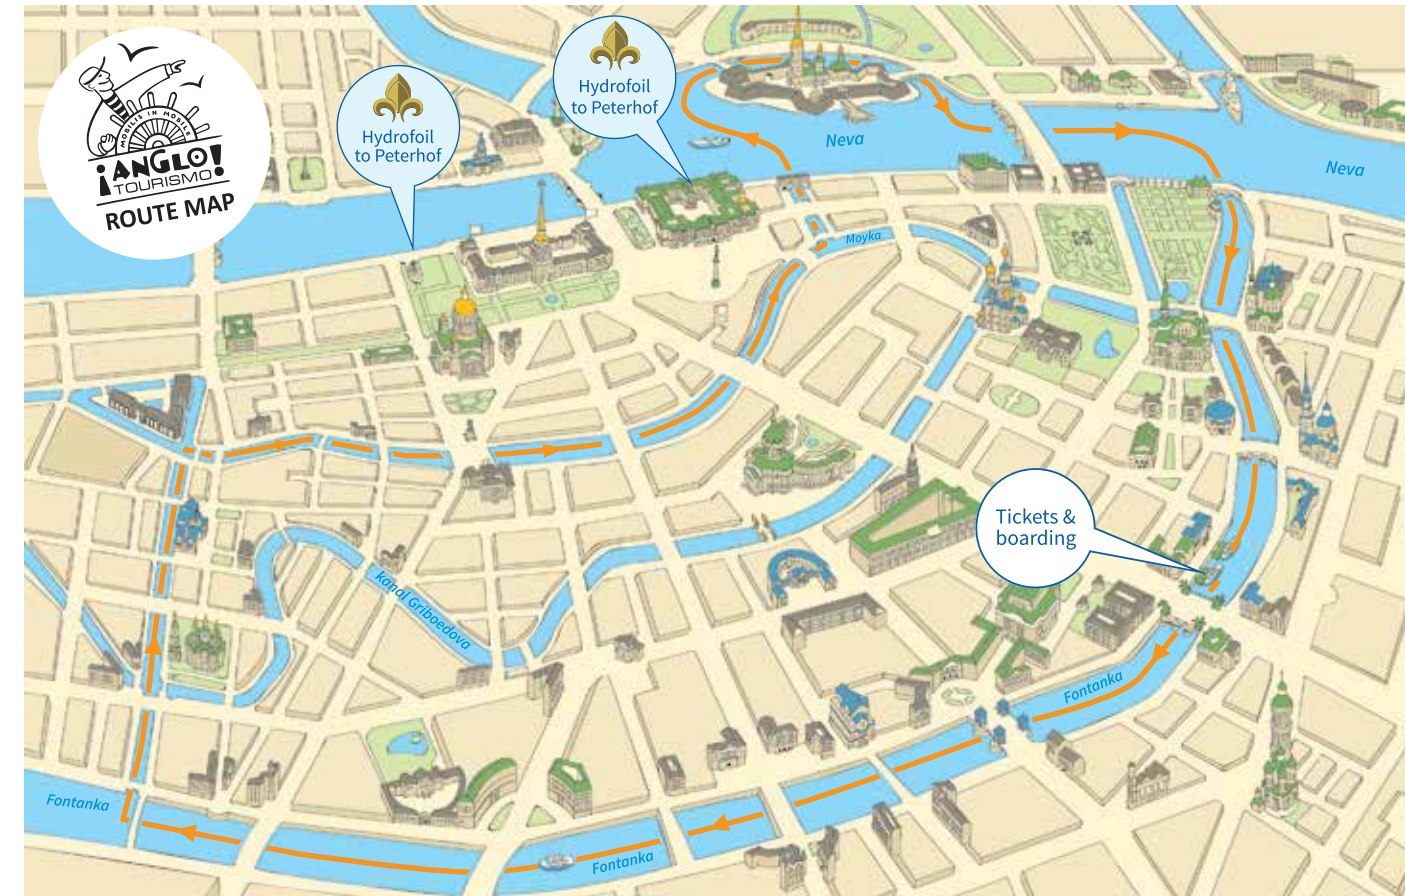 MOBILIS IN MOBILE
¡ANGLO!
TOURISMO
ROUTE MAP
Hydrofoil
to Peterhof
Hydrofoil
to Peterhof
Neva
Neva
Moyka
Tickets &
boarding
kanal Griboedova
Fontanka
Fontanka
Fontanka